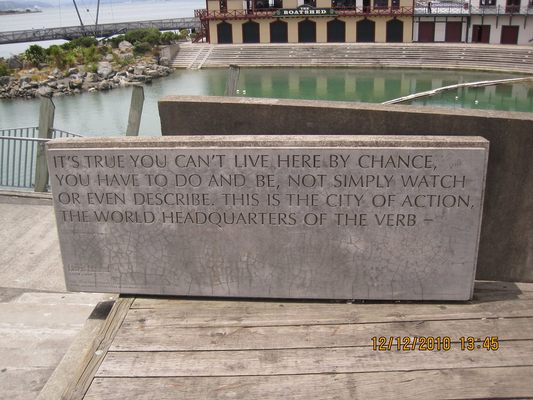 THE BOATSHED
IT'S TRUE YOU CAN'T LIVE HERE BY CHANCE,
YOU HAVE TO DO AND BE, NOT SIMPLY WATCH
OR EVEN DESCRIBE. THIS IS THE CITY OF ACTION,
THE WORLD HEADQUARTERS OF THE VERB –
12/12/2010 13:45